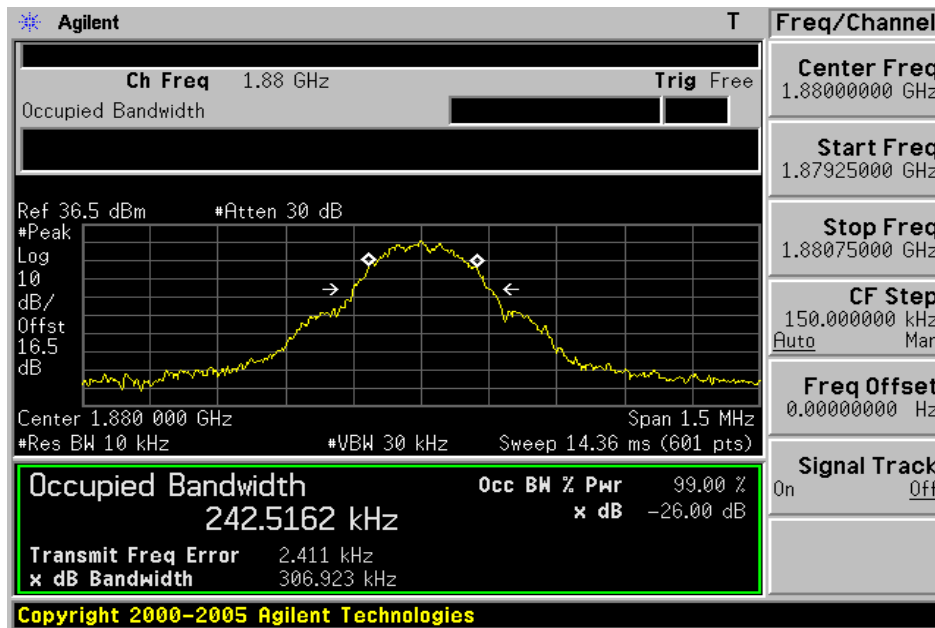 Agilent T
Freq/Channel
Ch Freq 1.88 GHz Trig Free
Occupied Bandwidth
Center Freq
1.88000000 GHz
Start Freq
1.87925000 GHz
Stop Freq
1.88075000 GHz
CF Step
150.000000 kHz
Auto Man
Freq Offset
0.00000000 Hz
Signal Track
On Off
Ref 36.5 dBm #Atten 30 dB
#Peak
Log
10
dB/
Offst
16.5
dB
Center 1.880 000 GHz Span 1.5 MHz
#Res BW 10 kHz #VBW 30 kHz Sweep 14.36 ms (601 pts)
Occupied Bandwidth Occ BW % Pwr 99.00 %
242.5162 kHz x dB -26.00 dB
Transmit Freq Error 2.411 kHz
x dB Bandwidth 306.923 kHz
Copyright 2000-2005 Agilent Technologies